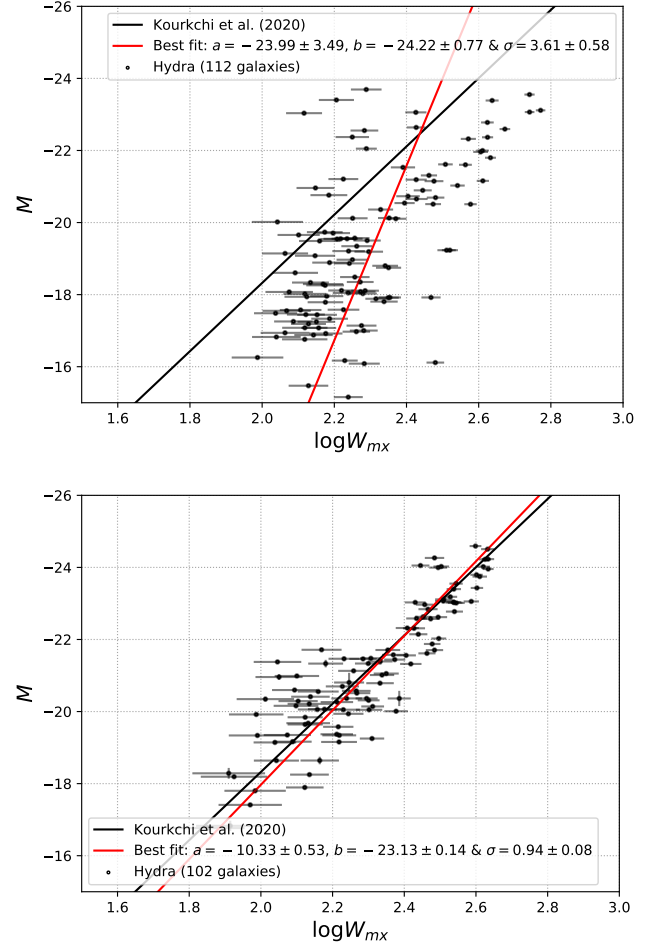 −26
−24
−22
−20
−18
−16
M
Kourkchi et al. (2020)
Best fit: a = −23.99 ± 3.49, b = −24.22 ± 0.77 & σ = 3.61 ± 0.58
Hydra (112 galaxies)
1.6 1.8 2.0 2.2 2.4 2.6 2.8 3.0
logWmx
−26
−24
−22
−20
−18
−16
M
Kourkchi et al. (2020)
Best fit: a = −10.33 ± 0.53, b = −23.13 ± 0.14 & σ = 0.94 ± 0.08
Hydra (102 galaxies)
1.6 1.8 2.0 2.2 2.4 2.6 2.8 3.0
logWmx